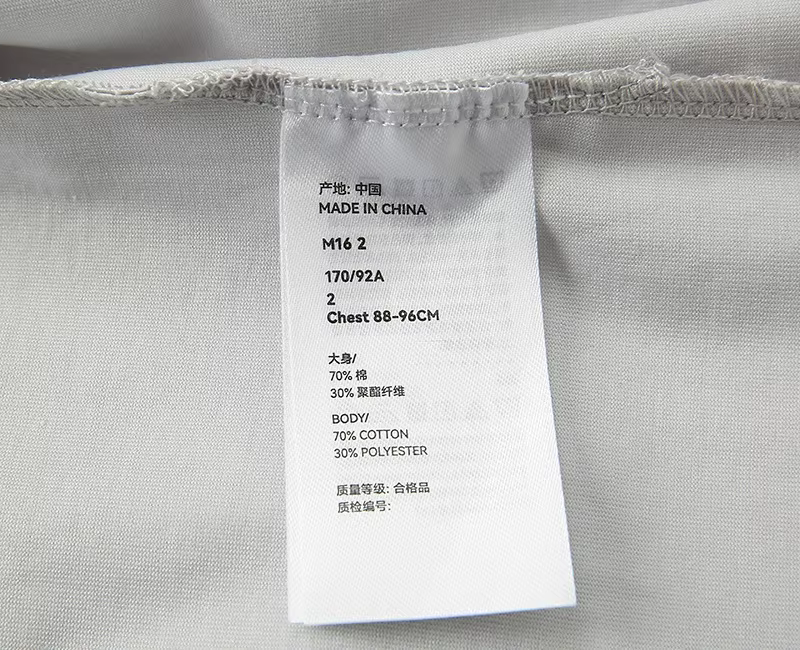 产地: 中国
MADE IN CHINA
M16 2
170/92A
2
Chest 88-96CM
大身/
70% 棉
30% 聚酯纤维
BODY/
70% COTTON
30% POLYESTER
质量等级: 合格品
质检编号: